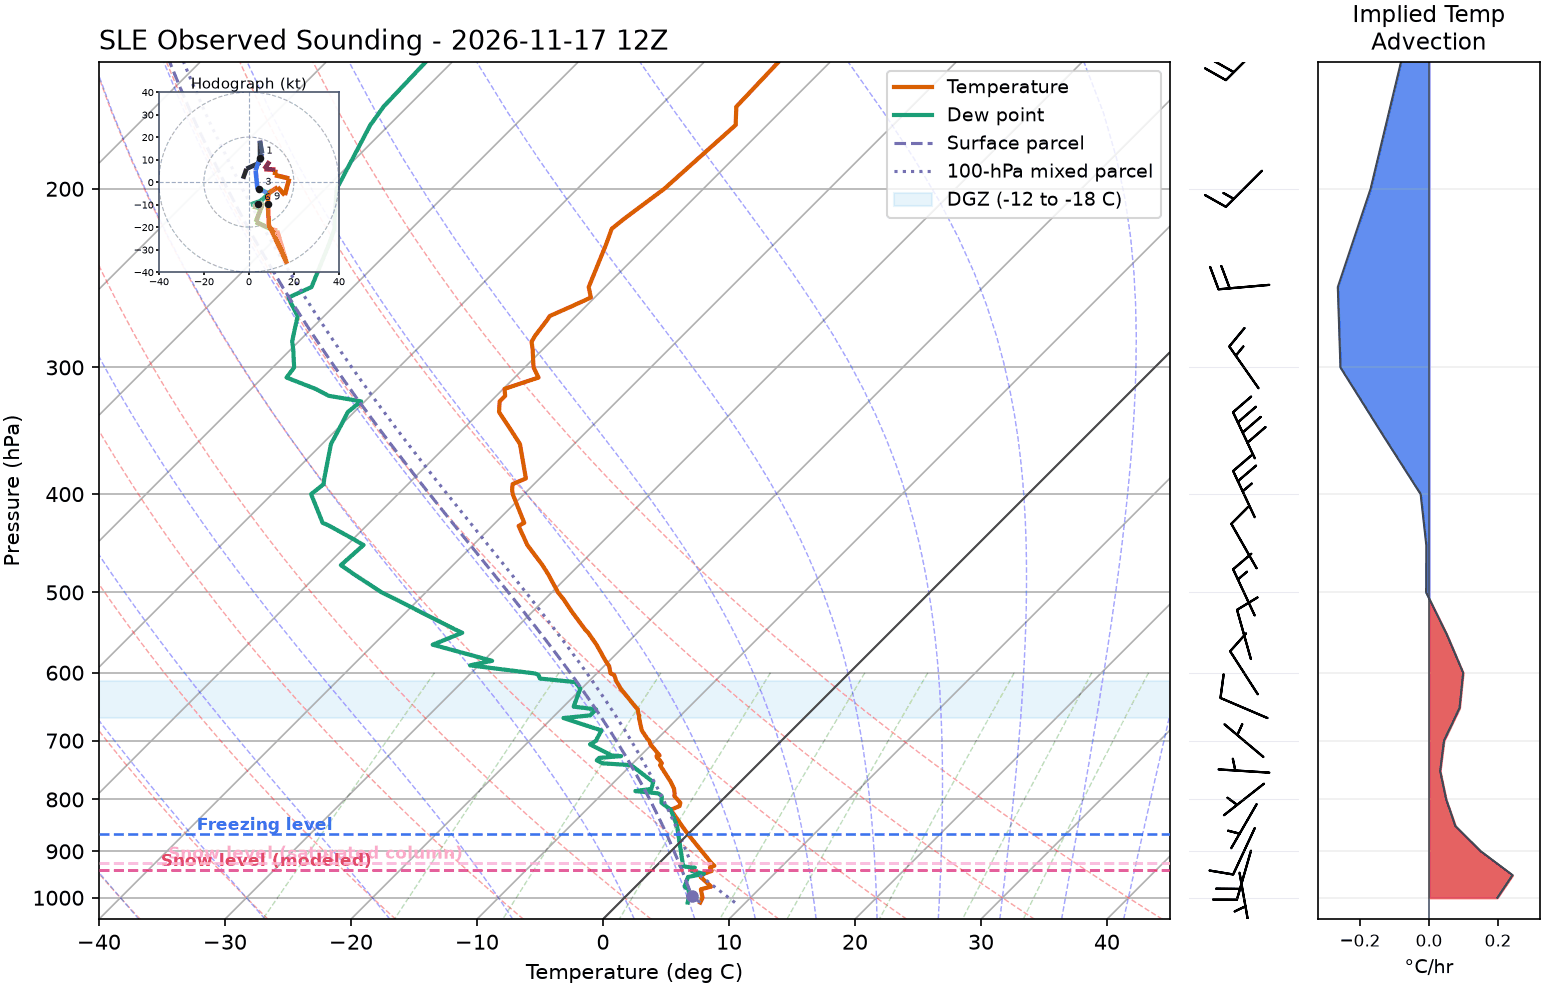 SLE Observed Sounding - 2026-11-17 12Z
Implied Temp
Advection
Hodograph (kt)
40
30
20
10
0
−10
−20
−30
−40
−40
−20
0
20
40
1
3
9
Temperature
Dew point
Surface parcel
100-hPa mixed parcel
DGZ (-12 to -18 C)
Pressure (hPa)
200
300
400
500
600
700
800
900
1000
Freezing level
Snow level (modeled)
−40
−30
−20
−10
0
10
20
30
40
Temperature (deg C)
−0.2
0.0
0.2
°C/hr